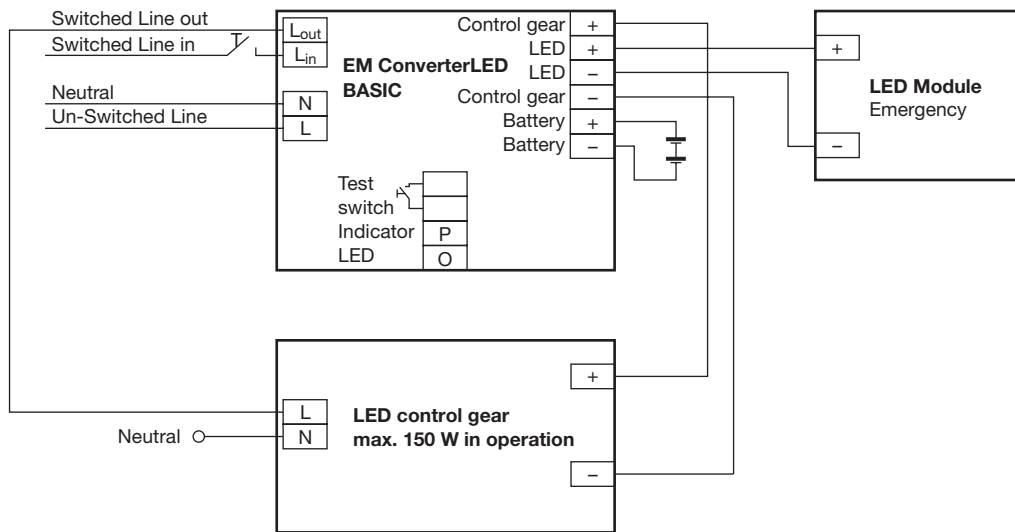 Switched Line out
Switched Line in
Neutral
Un-Switched Line
Lout
Lin
N
L
EM ConverterLED
BASIC
Control gear +
LED +
LED –
Control gear –
Battery +
Battery –
Test
switch
Indicator P
LED O
+
–
LED Module
Emergency
L
N
Neutral
LED control gear
max. 150 W in operation
+
–